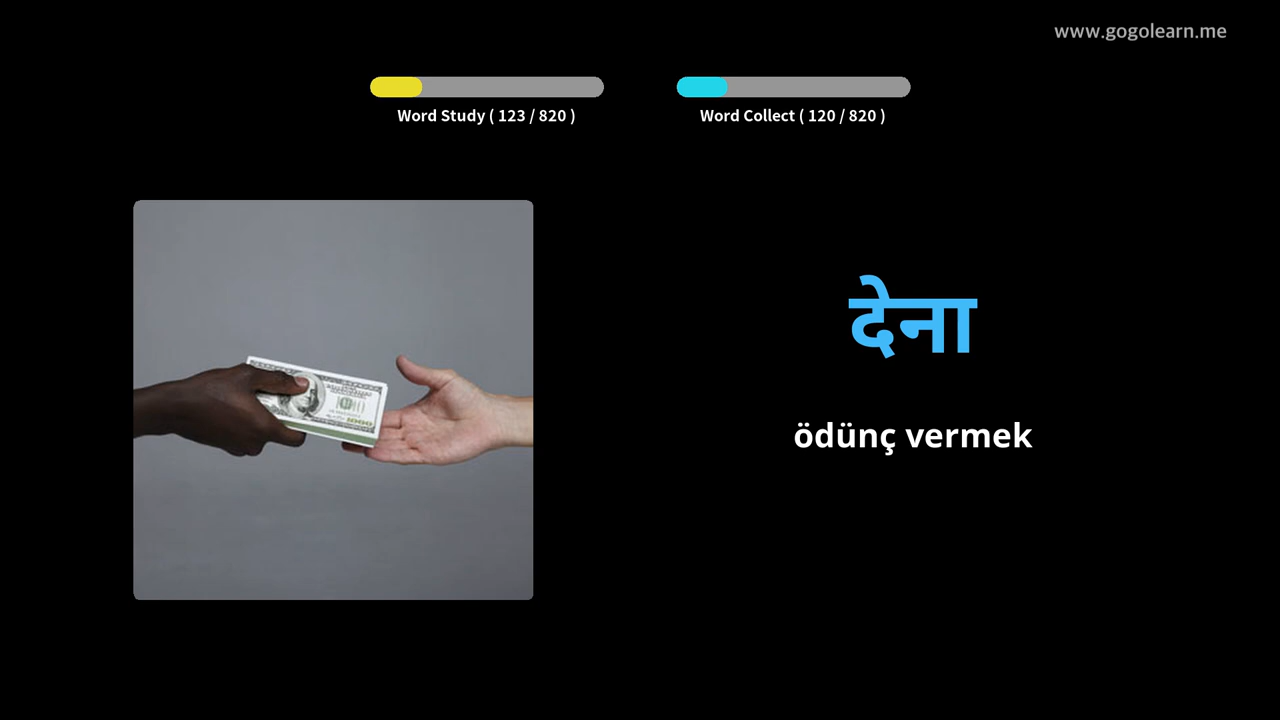 www.gogolearn.me
Word Study ( 123 / 820 )
Word Collect ( 120 / 820 )
देना
ödünç vermek